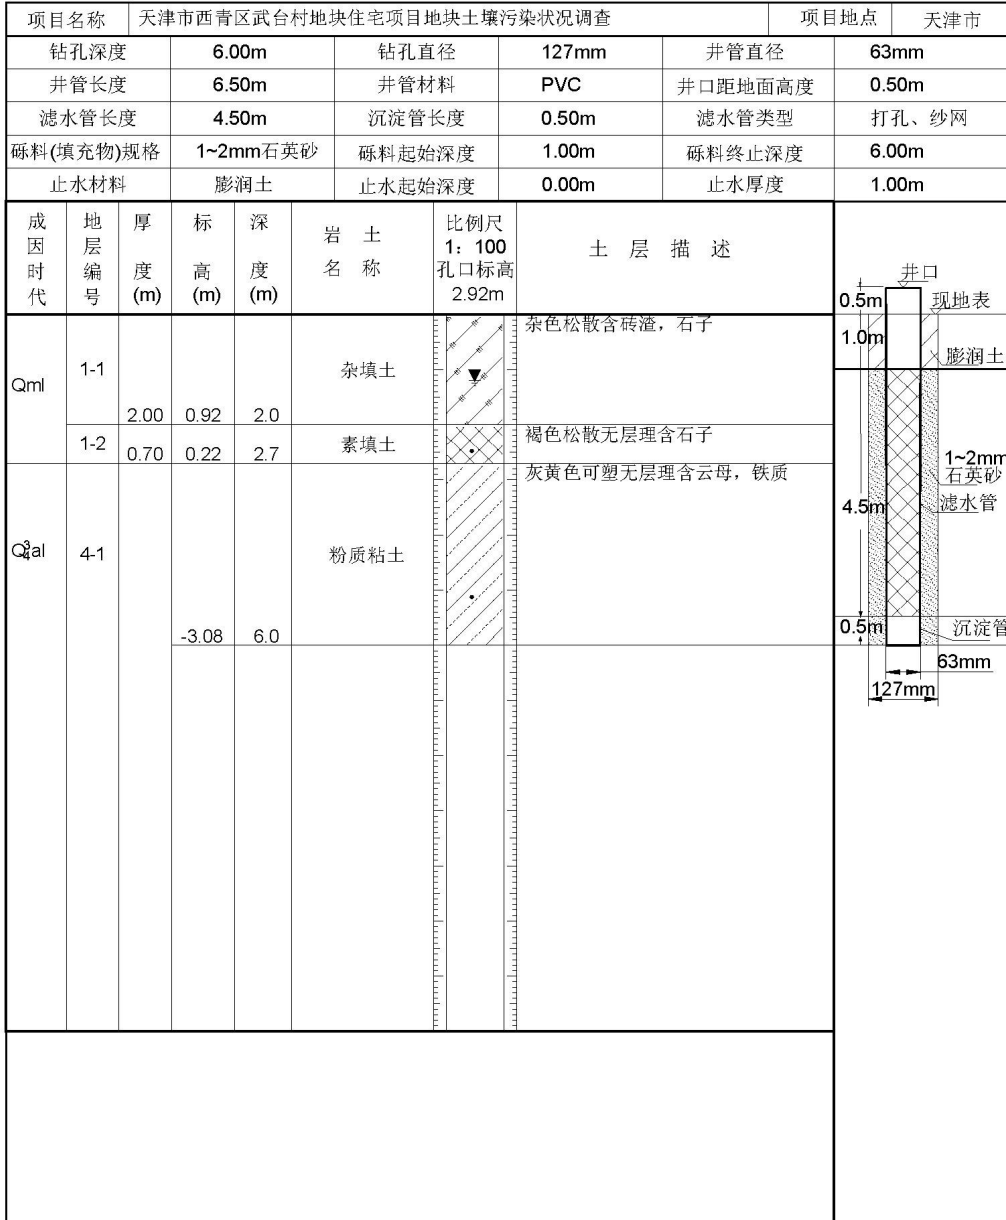 项目名称 天津市西青区武台村地块住宅项目地块土壤污染状况调查 项目地点 天津市
钻孔深度 6.00m 钻孔直径 127mm 井管直径 63mm
井管长度 6.50m 井管材料 PVC 井口距地面高度 0.50m
滤水管长度 4.50m 沉淀管长度 0.50m 滤水管类型 打孔、纱网
砾料(填充物)规格 1~2mm石英砂 砾料起始深度 1.00m 砾料终止深度 6.00m
止水材料 膨润土 止水起始深度 0.00m 止水厚度 1.00m
成因时代 地层编号 厚度(m) 标高(m) 深度(m) 岩土名称 比例尺 1：100 孔口标高 2.92m 土层描述
Qml 1-1 2.00 0.92 2.0 杂填土 杂色松散含砖渣，石子
1-2 0.70 0.22 2.7 素填土 褐色松散无层理含石子
Q₄³al 4-1 -3.08 6.0 粉质粘土 灰黄色可塑无层理含云母，铁质
井口
0.5m 现地表
1.0m
膨润土
1~2mm
石英砂
4.5m 滤水管
0.5m 沉淀管
63mm
127mm